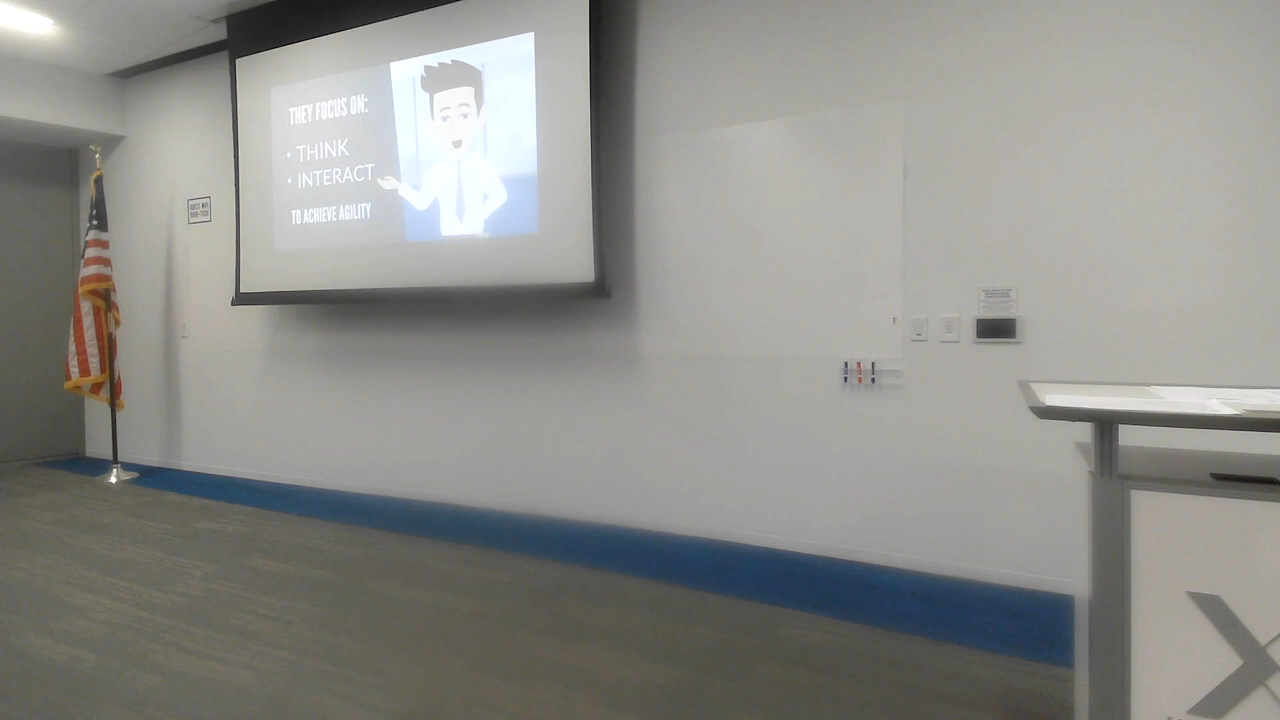 THEY FOCUS ON:
• THINK
• INTERACT
TO ACHIEVE AGILITY
X